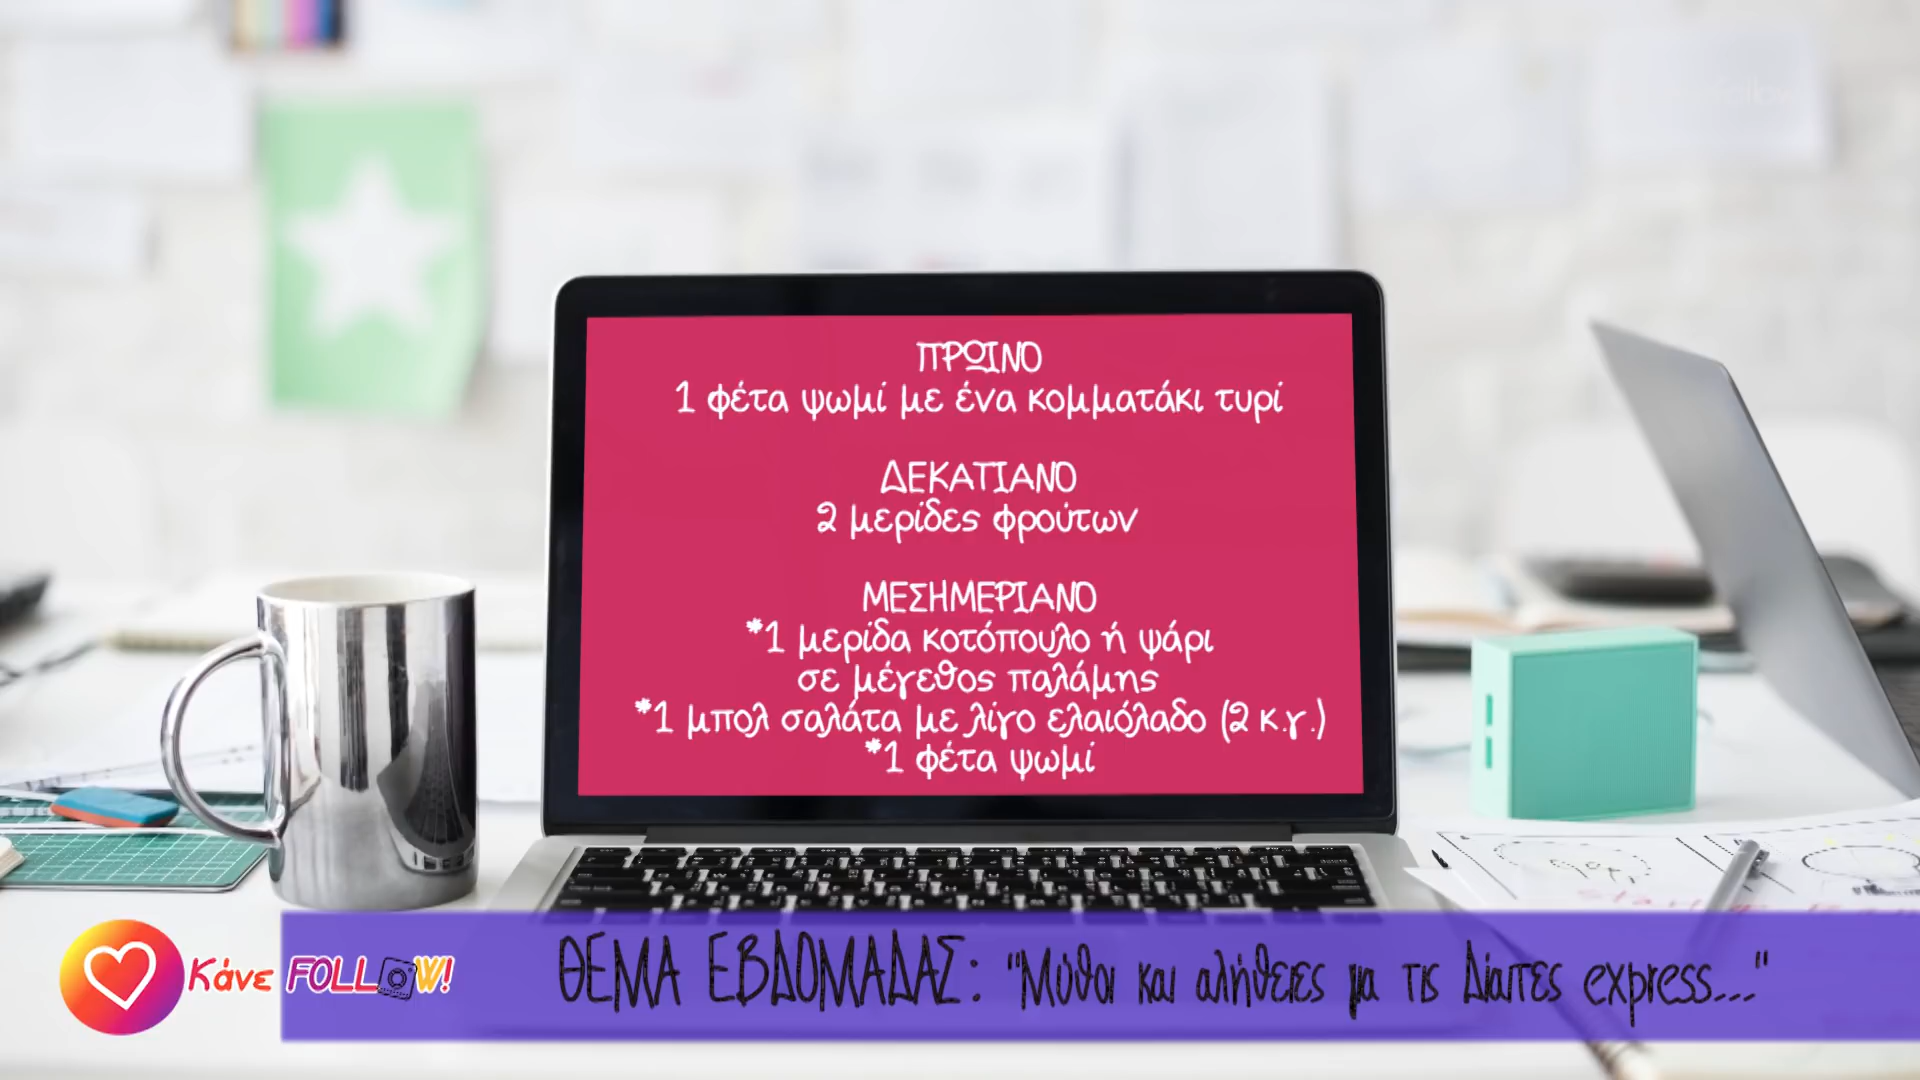 ΠΡΩΙΝΟ
1 φέτα ψωμί με ένα κομματάκι τυρί
ΔΕΚΑΤΙΑΝΟ
2 μερίδες φρούτων
ΜΕΣΗΜΕΡΙΑΝΟ
*1 μερίδα κοτόπουλο ή ψάρι
σε μέγεθος παλάμης
*1 μπολ σαλάτα με λίγο ελαιόλαδο (2 κ.γ.)
*1 φέτα ψωμί
Κάνε FOLLOW!
ΘΕΜΑ ΕΒΔΟΜΑΔΑΣ: "Μύθοι και αλήθειες για τις Δίαιτες express..."